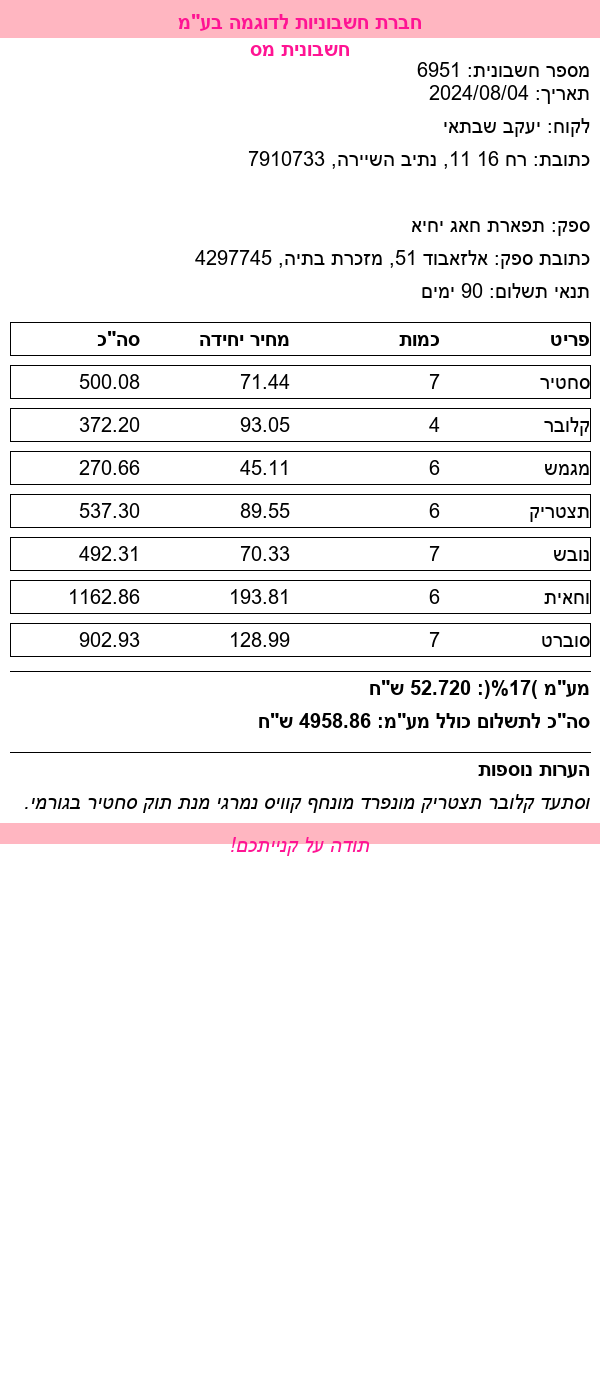 חברת חשבוניות לדוגמה בע"מ
חשבונית מס
מספר חשבונית: 6951
תאריך: 2024/08/04
לקוח: יעקב שבתאי
כתובת: רח 16 11, נתיב השיירה, 7910733
ספק: תפארת חאג יחיא
כתובת ספק: אלזאבוד 51, מזכרת בתיה, 4297745
תנאי תשלום: 90 ימים
פריט כמות מחיר יחידה סה"כ
סחטיר 7 71.44 500.08
קלובר 4 93.05 372.20
מגמש 6 45.11 270.66
תצטריק 6 89.55 537.30
נובש 7 70.33 492.31
וחאית 6 193.81 1162.86
סוברט 7 128.99 902.93
מע"מ )17%(: 52.720 ש"ח
סה"כ לתשלום כולל מע"מ: 4958.86 ש"ח
הערות נוספות
וסתעד קלובר תצטריק מונפרד מונחף קוויס נמרגי מנת תוק סחטיר בגורמי.
תודה על קנייתכם!